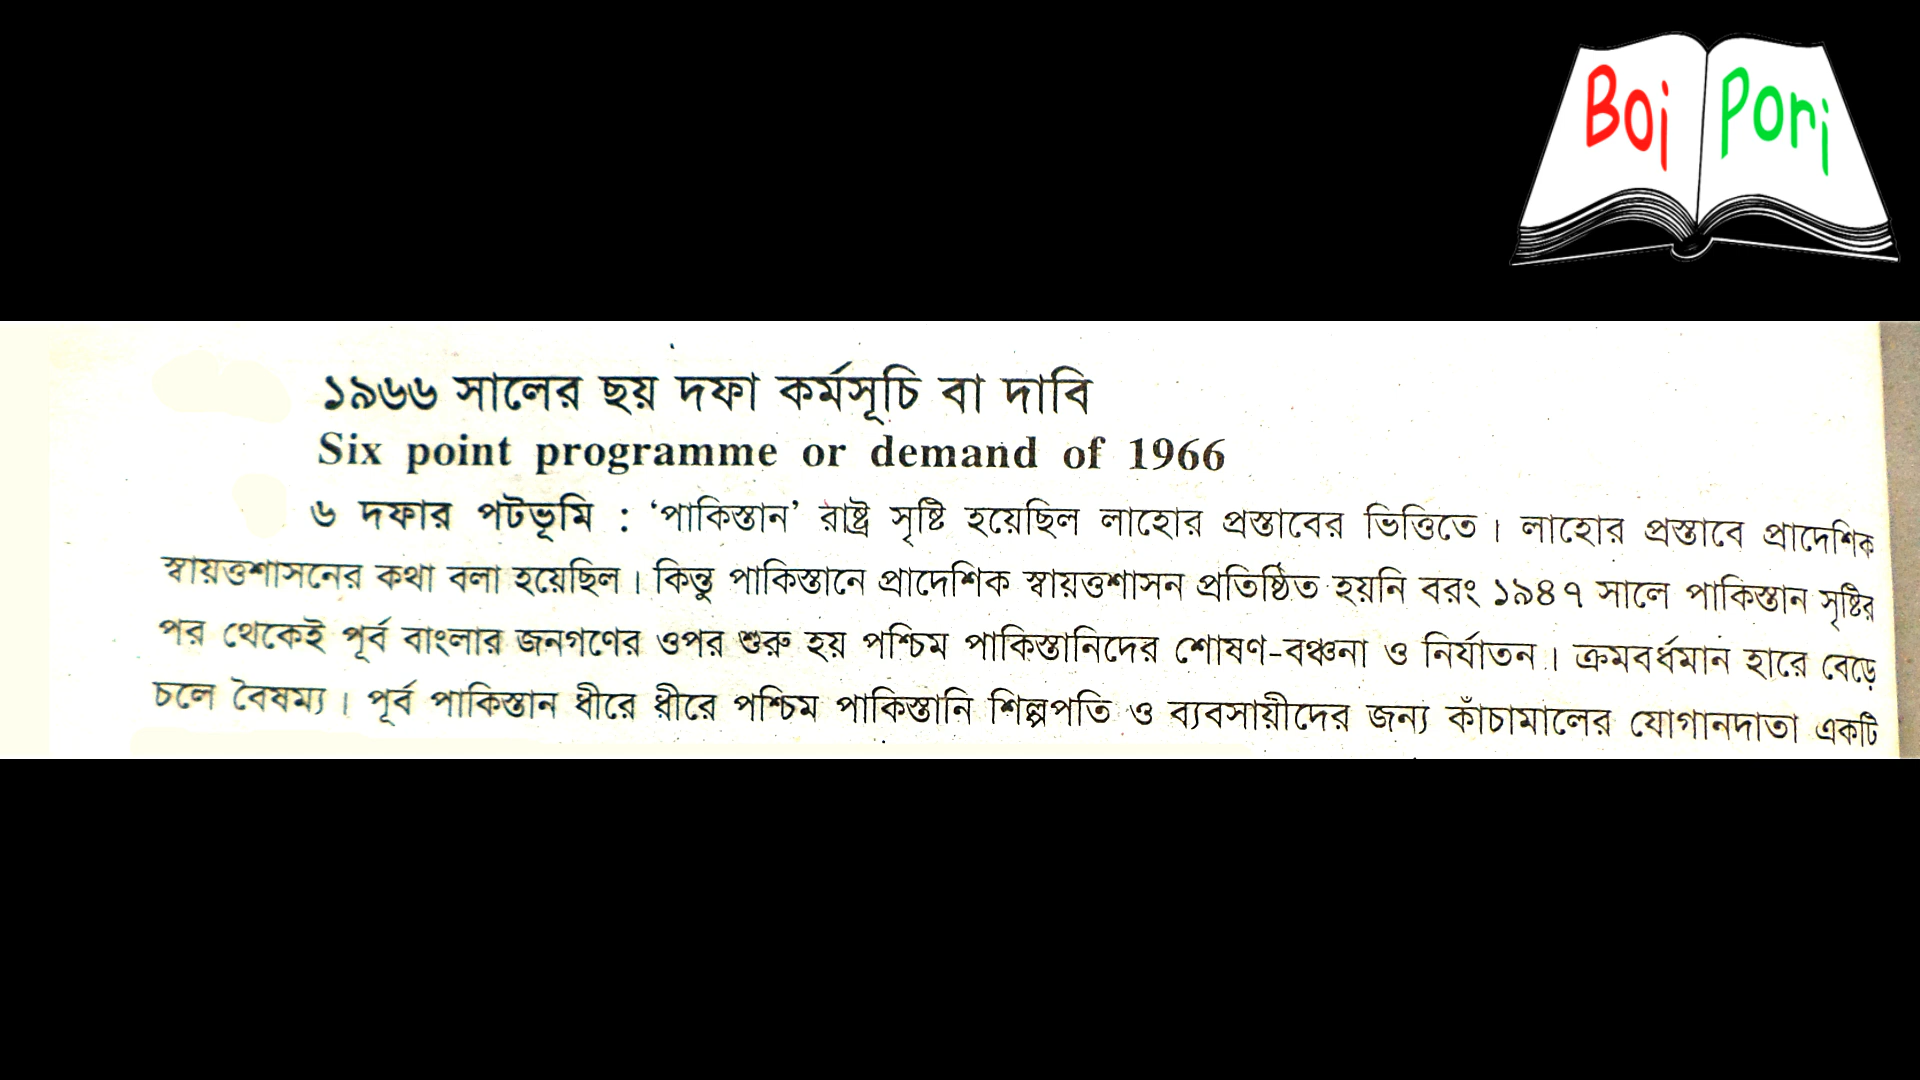 Boi Pori
১৯৬৬ সালের ছয় দফা কর্মসূচি বা দাবি
Six point programme or demand of 1966
৬ দফার পটভূমি : ‘পাকিস্তান’ রাষ্ট্র সৃষ্টি হয়েছিল লাহোর প্রস্তাবের ভিত্তিতে। লাহোর প্রস্তাবে প্রাদেশিক
স্বায়ত্তশাসনের কথা বলা হয়েছিল। কিন্তু পাকিস্তানে প্রাদেশিক স্বায়ত্তশাসন প্রতিষ্ঠিত হয়নি বরং ১৯৪৭ সালে পাকিস্তান সৃষ্টির
পর থেকেই পূর্ব বাংলার জনগণের ওপর শুরু হয় পশ্চিম পাকিস্তানিদের শোষণ-বঞ্চনা ও নির্যাতন। ক্রমবর্ধমান হারে বেড়ে
চলে বৈষম্য। পূর্ব পাকিস্তান ধীরে ধীরে পশ্চিম পাকিস্তানি শিল্পপতি ও ব্যবসায়ীদের জন্য কাঁচামালের যোগানদাতা একটি